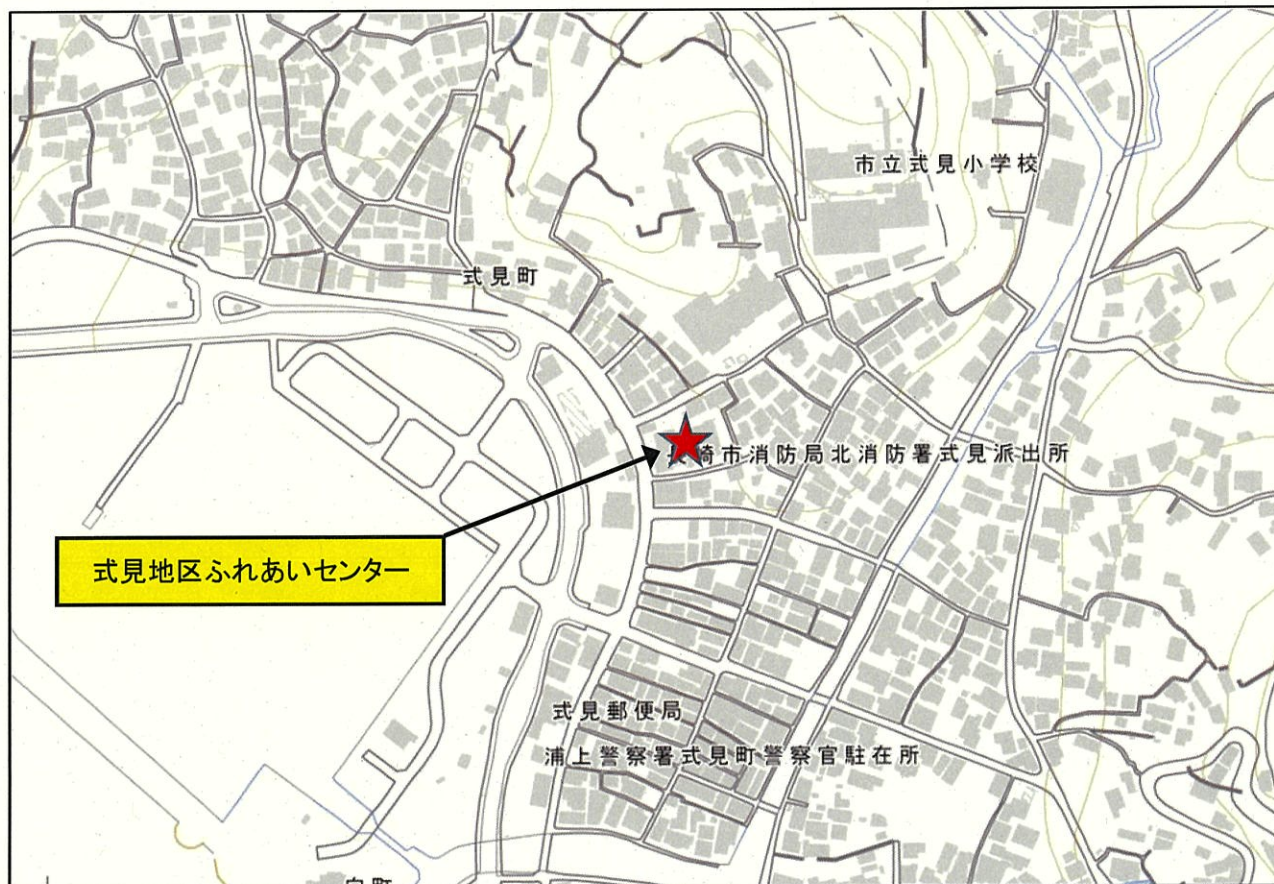 市立式見小学校
式見町
長崎市消防局北消防署式見派出所
式見地区ふれあいセンター
式見郵便局
浦上警察署式見町警察官駐在所